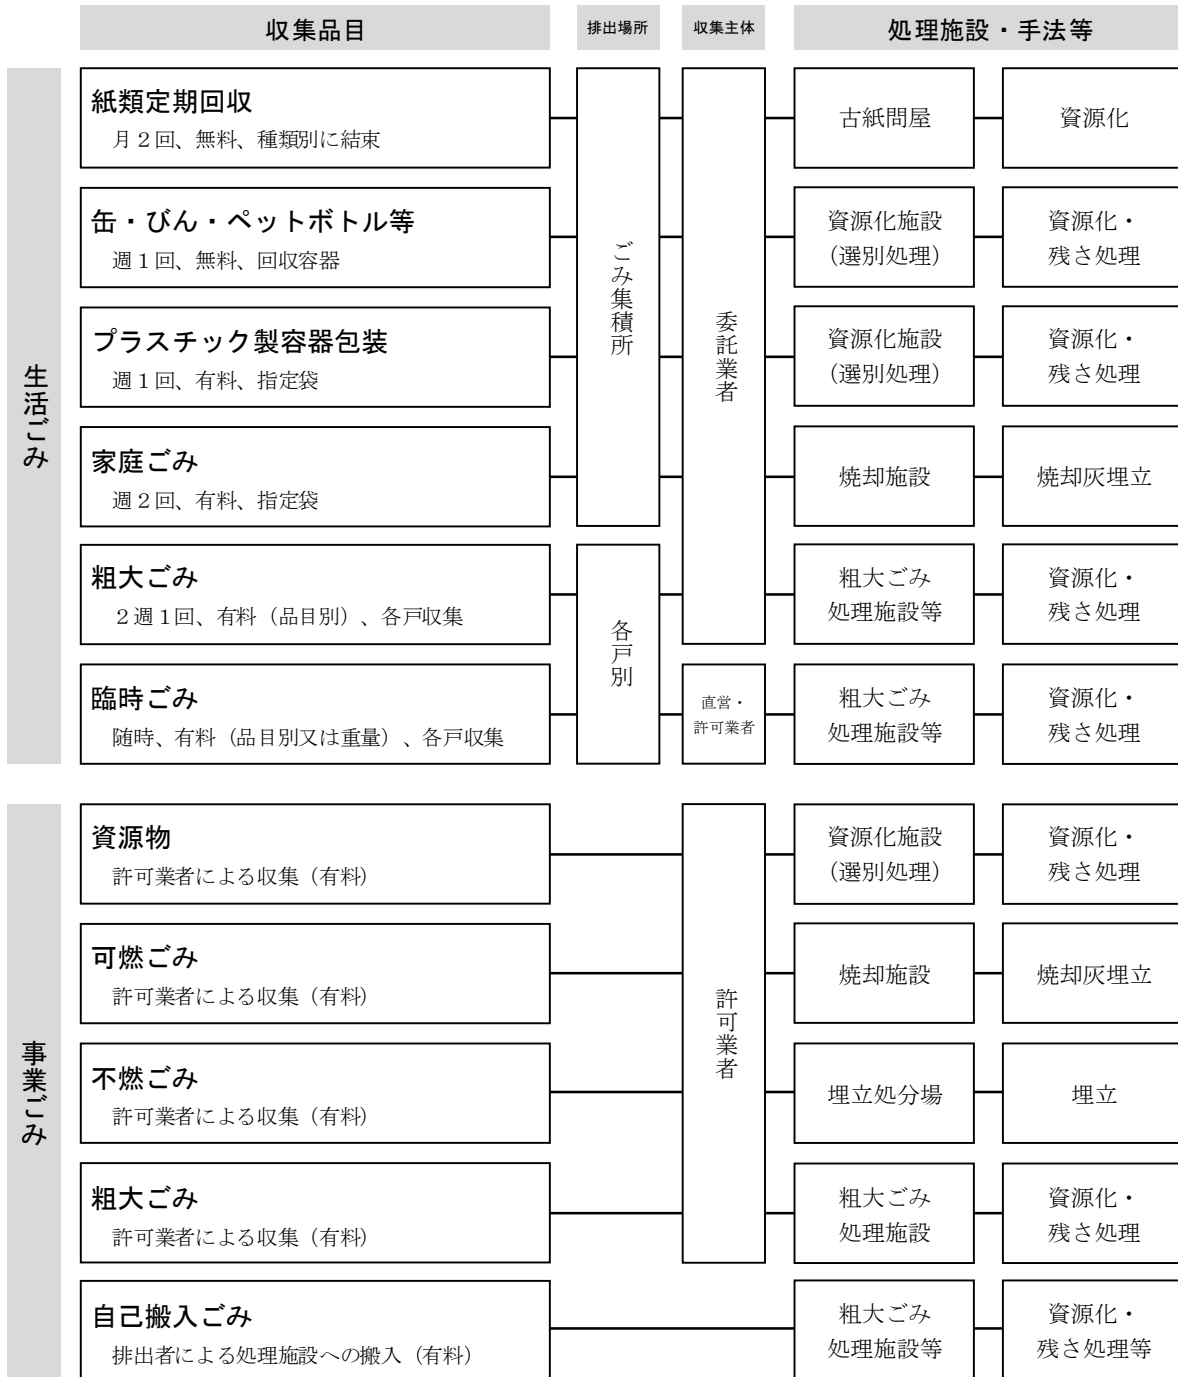 収集品目
排出場所
収集主体
処理施設・手法等
生活ごみ
紙類定期回収
月２回、無料、種類別に結束
古紙問屋
資源化
缶・びん・ペットボトル等
週１回、無料、回収容器
資源化施設
（選別処理）
資源化・
残さ処理
プラスチック製容器包装
週１回、有料、指定袋
資源化施設
（選別処理）
資源化・
残さ処理
家庭ごみ
週２回、有料、指定袋
焼却施設
焼却灰埋立
ごみ集積所
委託業者
粗大ごみ
２週１回、有料（品目別）、各戸収集
粗大ごみ
処理施設等
資源化・
残さ処理
臨時ごみ
随時、有料（品目別又は重量）、各戸収集
各戸別
直営・
許可業者
粗大ごみ
処理施設等
資源化・
残さ処理
事業ごみ
資源物
許可業者による収集（有料）
資源化施設
（選別処理）
資源化・
残さ処理
可燃ごみ
許可業者による収集（有料）
焼却施設
焼却灰埋立
許可業者
不燃ごみ
許可業者による収集（有料）
埋立処分場
埋立
粗大ごみ
許可業者による収集（有料）
粗大ごみ
処理施設
資源化・
残さ処理
自己搬入ごみ
排出者による処理施設への搬入（有料）
粗大ごみ
処理施設等
資源化・
残さ処理等